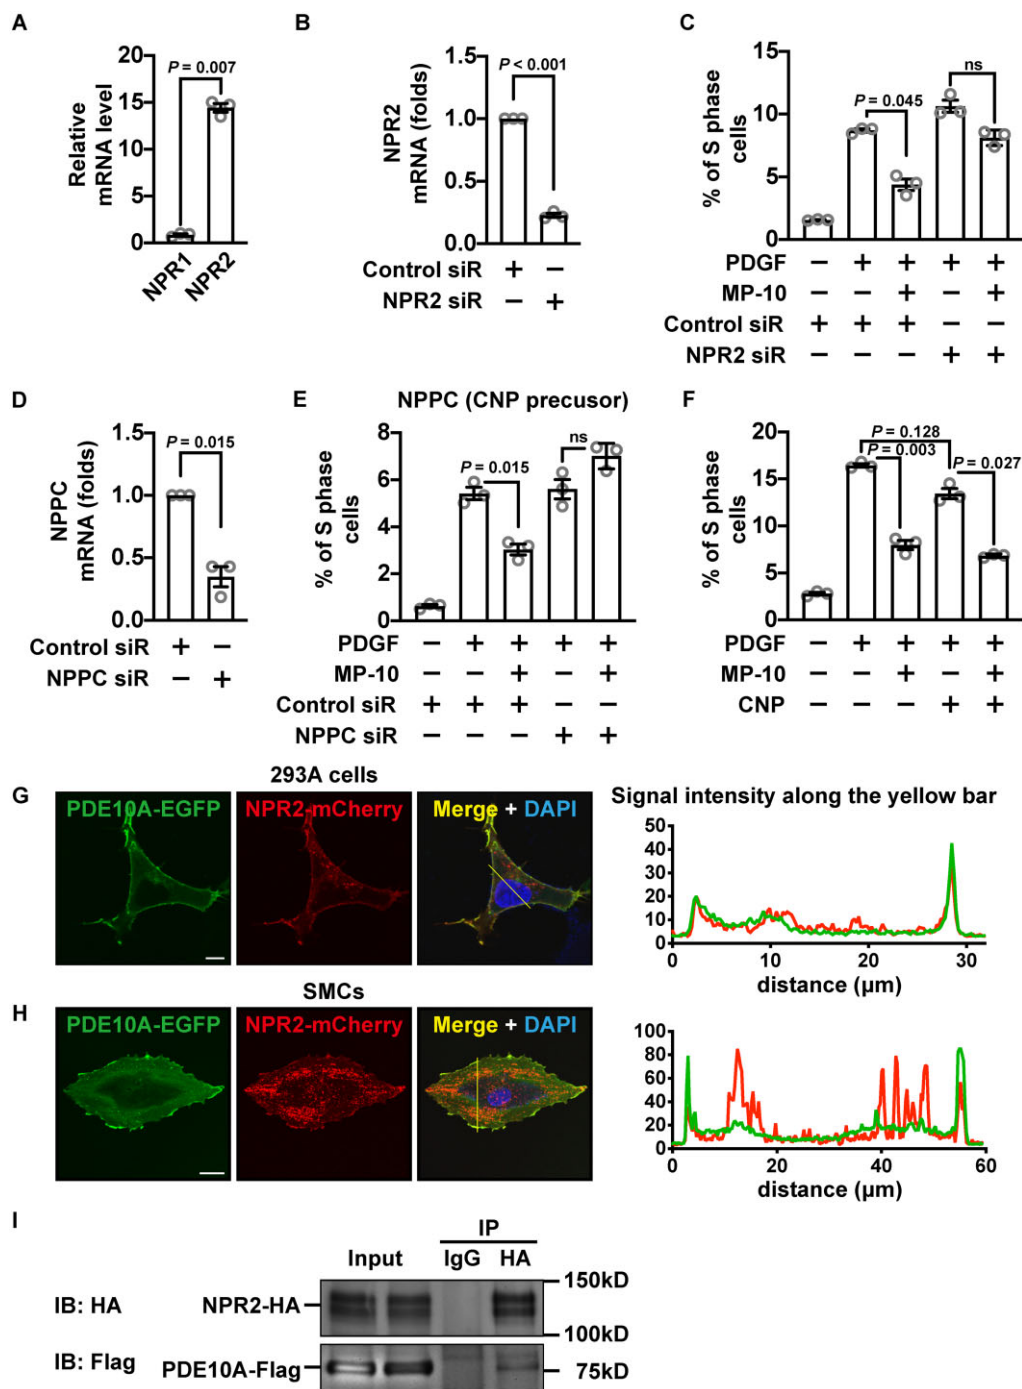 A
Relative
mRNA level
20
15
10
5
0
P = 0.007
NPR1
NPR2
B
NPR2
mRNA (folds)
1.5
1.0
0.5
0.0
P < 0.001
Control siR + −
NPR2 siR − +
C
% of S phase
cells
15
10
5
0
P = 0.045
ns
PDGF − + + + +
MP-10 − − + − +
Control siR + + + − −
NPR2 siR − − − + +
D
NPPC
mRNA (folds)
1.5
1.0
0.5
0.0
P = 0.015
Control siR + −
NPPC siR − +
E
NPPC (CNP precusor)
% of S phase
cells
8
6
4
2
0
P = 0.015
ns
PDGF − + + + +
MP-10 − − + − +
Control siR + + + − −
NPPC siR − − − + +
F
% of S phase
cells
20
15
10
5
0
P = 0.128
P = 0.003
P = 0.027
PDGF − + + + +
MP-10 − − + − +
CNP − − − + +
G
293A cells
PDE10A-EGFP
NPR2-mCherry
Merge + DAPI
Signal intensity along the yellow bar
50
40
30
20
10
0
0 10 20 30
distance (µm)
H
SMCs
PDE10A-EGFP
NPR2-mCherry
Merge + DAPI
100
80
60
40
20
0
0 20 40 60
distance (µm)
I
IP
Input IgG HA
IB: HA NPR2-HA
150kD
100kD
IB: Flag PDE10A-Flag
75kD